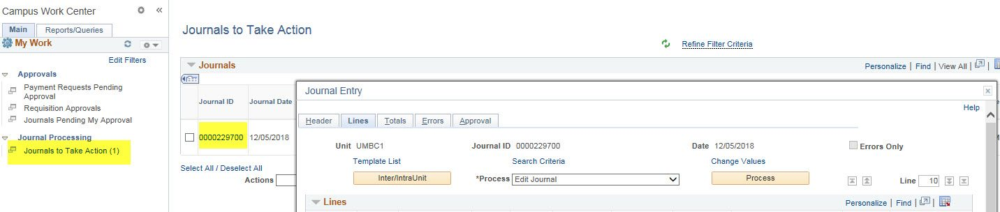 Campus Work Center
Main
Reports/Queries
My Work
Edit Filters
Approvals
Payment Requests Pending
Approval
Requisition Approvals
Journals Pending My Approval
Journal Processing
Journals to Take Action (1)
Journals to Take Action
Refine Filter Criteria
Journals
Personalize | Find | View All | |
Journal ID Journal Date
0000229700 12/05/2018
Select All / Deselect All
Actions
Journal Entry
Help
Header Lines Totals Errors Approval
Unit UMBC1 Journal ID 0000229700 Date 12/05/2018 Errors Only
Template List Search Criteria Change Values
Inter/IntraUnit *Process Edit Journal Process Line 10
Lines
Personalize | Find | |